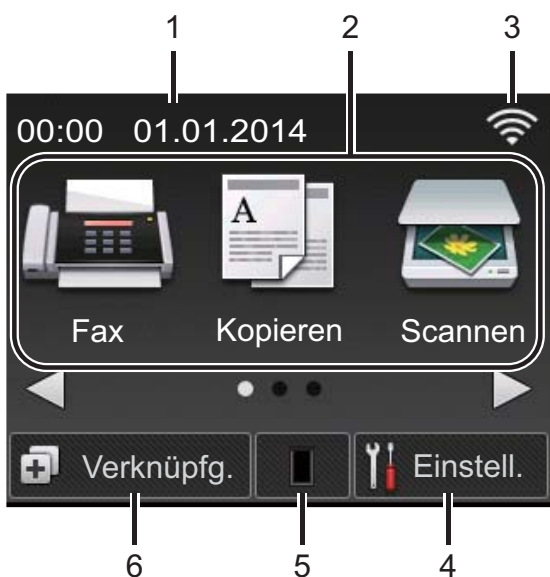 1 2 3
00:00 01.01.2014
A
Fax Kopieren Scannen
Verknüpfg. Einstell.
6 5 4